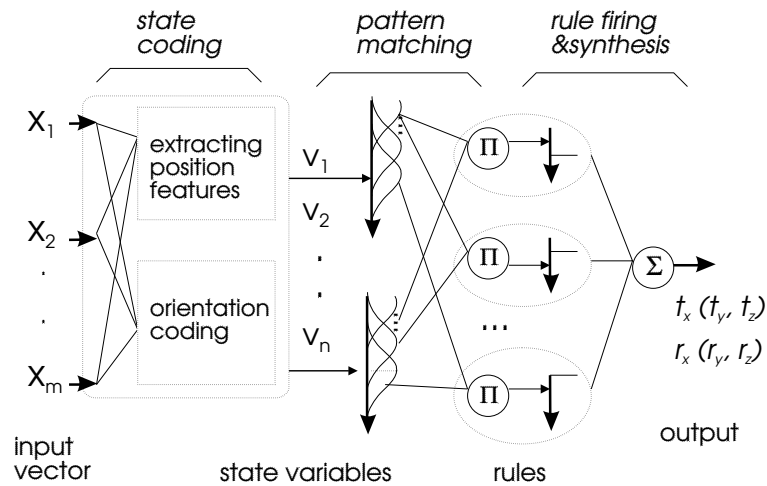 state
coding
pattern
matching
rule firing
&synthesis
X1
X2
.
.
Xm
extracting
position
features
orientation
coding
V1
V2
.
.
Vn
Π
Π
...
Π
Σ
tx (ty, tz)
rx (ry, rz)
input
vector
state variables
rules
output